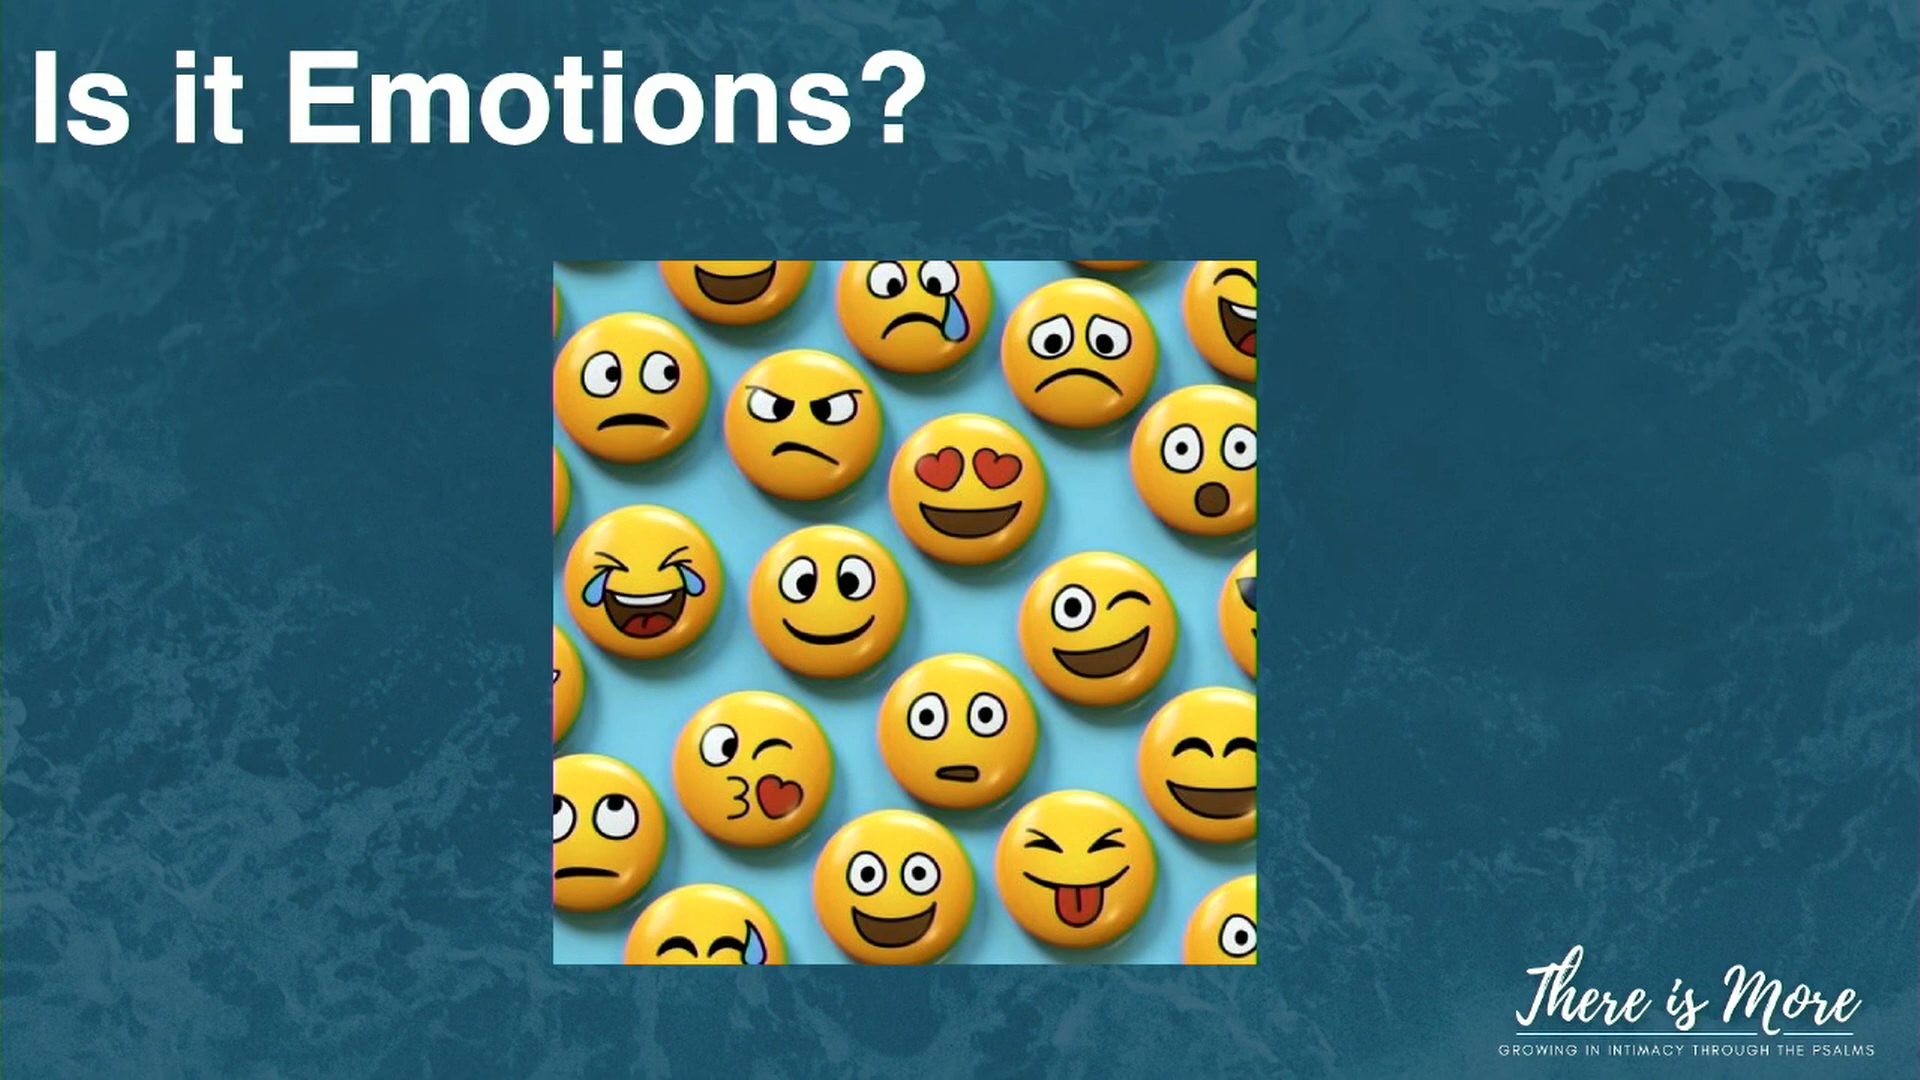 Is it Emotions?
There is More
GROWING IN INTIMACY THROUGH THE PSALMS